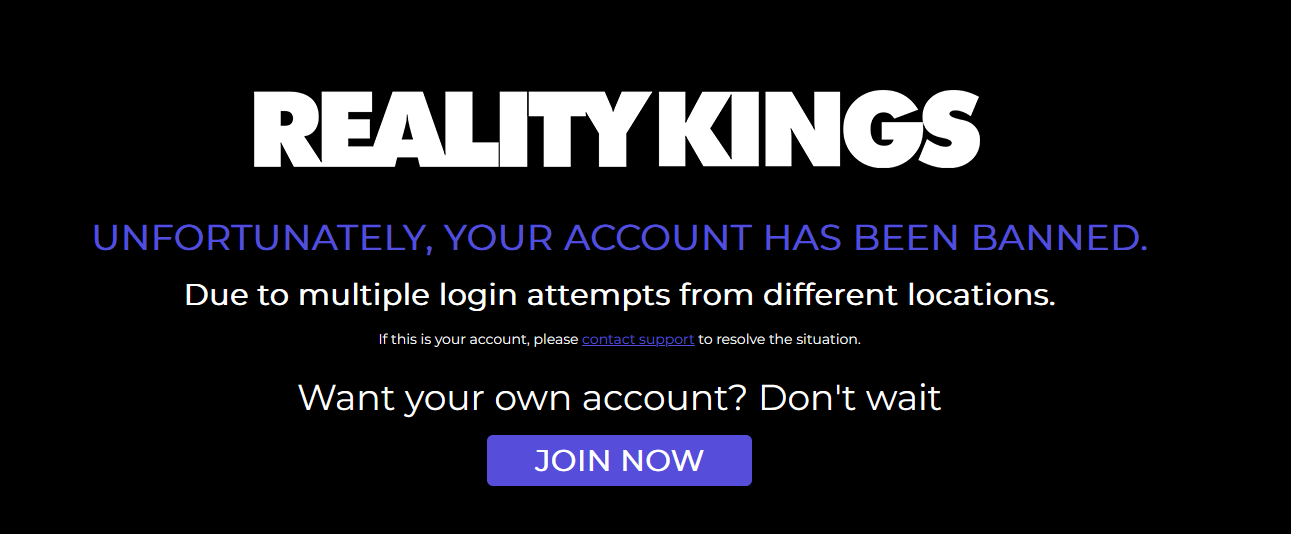 REALITY KINGS
UNFORTUNATELY, YOUR ACCOUNT HAS BEEN BANNED.
Due to multiple login attempts from different locations.
If this is your account, please contact support to resolve the situation.
Want your own account? Don't wait
JOIN NOW